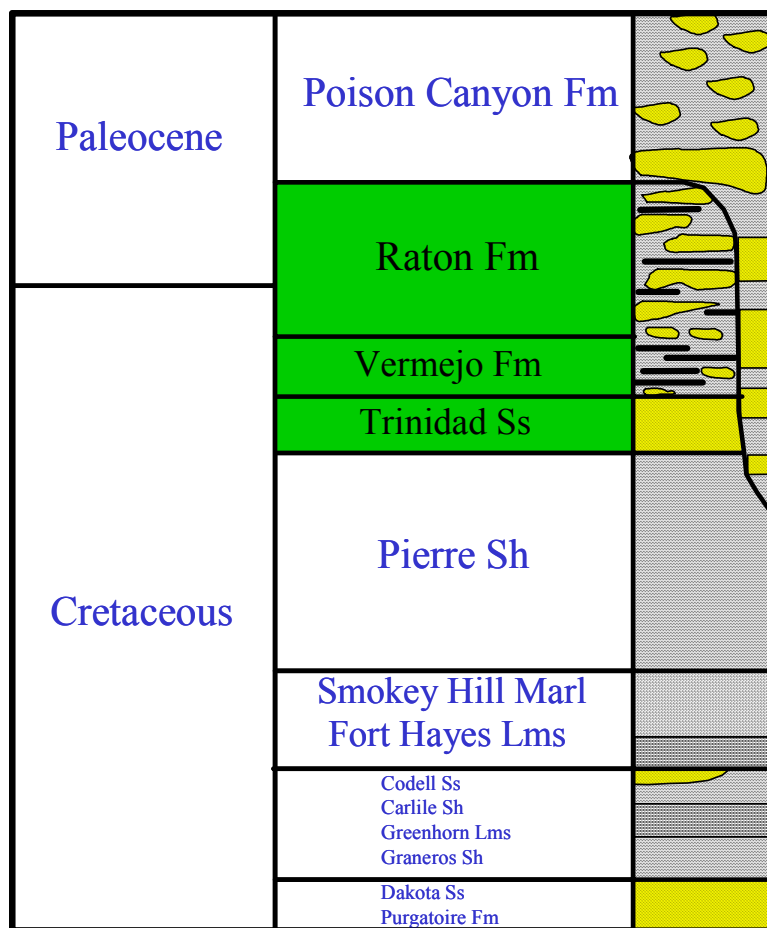 Paleocene
Poison Canyon Fm
Raton Fm
Vermejo Fm
Trinidad Ss
Cretaceous
Pierre Sh
Smokey Hill Marl
Fort Hayes Lms
Codell Ss
Carlile Sh
Greenhorn Lms
Graneros Sh
Dakota Ss
Purgatoire Fm